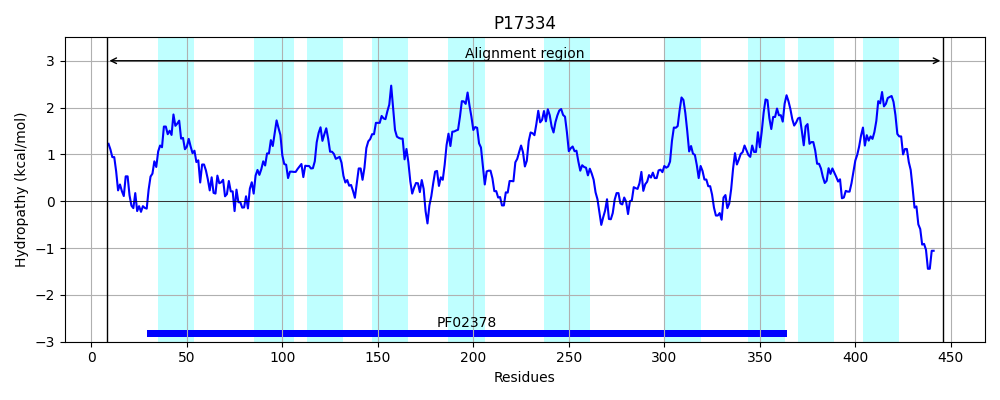 P17334
Hydropathy (kcal/mol)
3
2
1
0
−1
−2
−3
Alignment region
PF02378
0 50 100 150 200 250 300 350 400 450
Residues